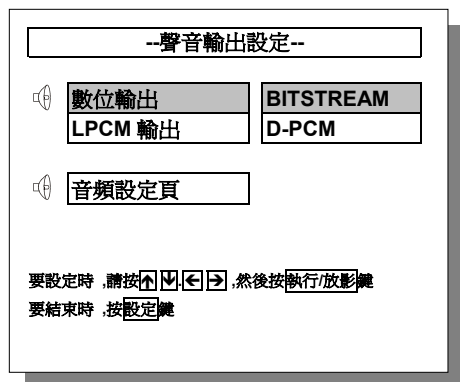 --聲音輸出設定--
數位輸出 BITSTREAM
LPCM 輸出 D-PCM
音頻設定頁
要設定時 ,請按↑↓.←→ ,然後按執行/放影鍵
要結束時 ,按設定鍵